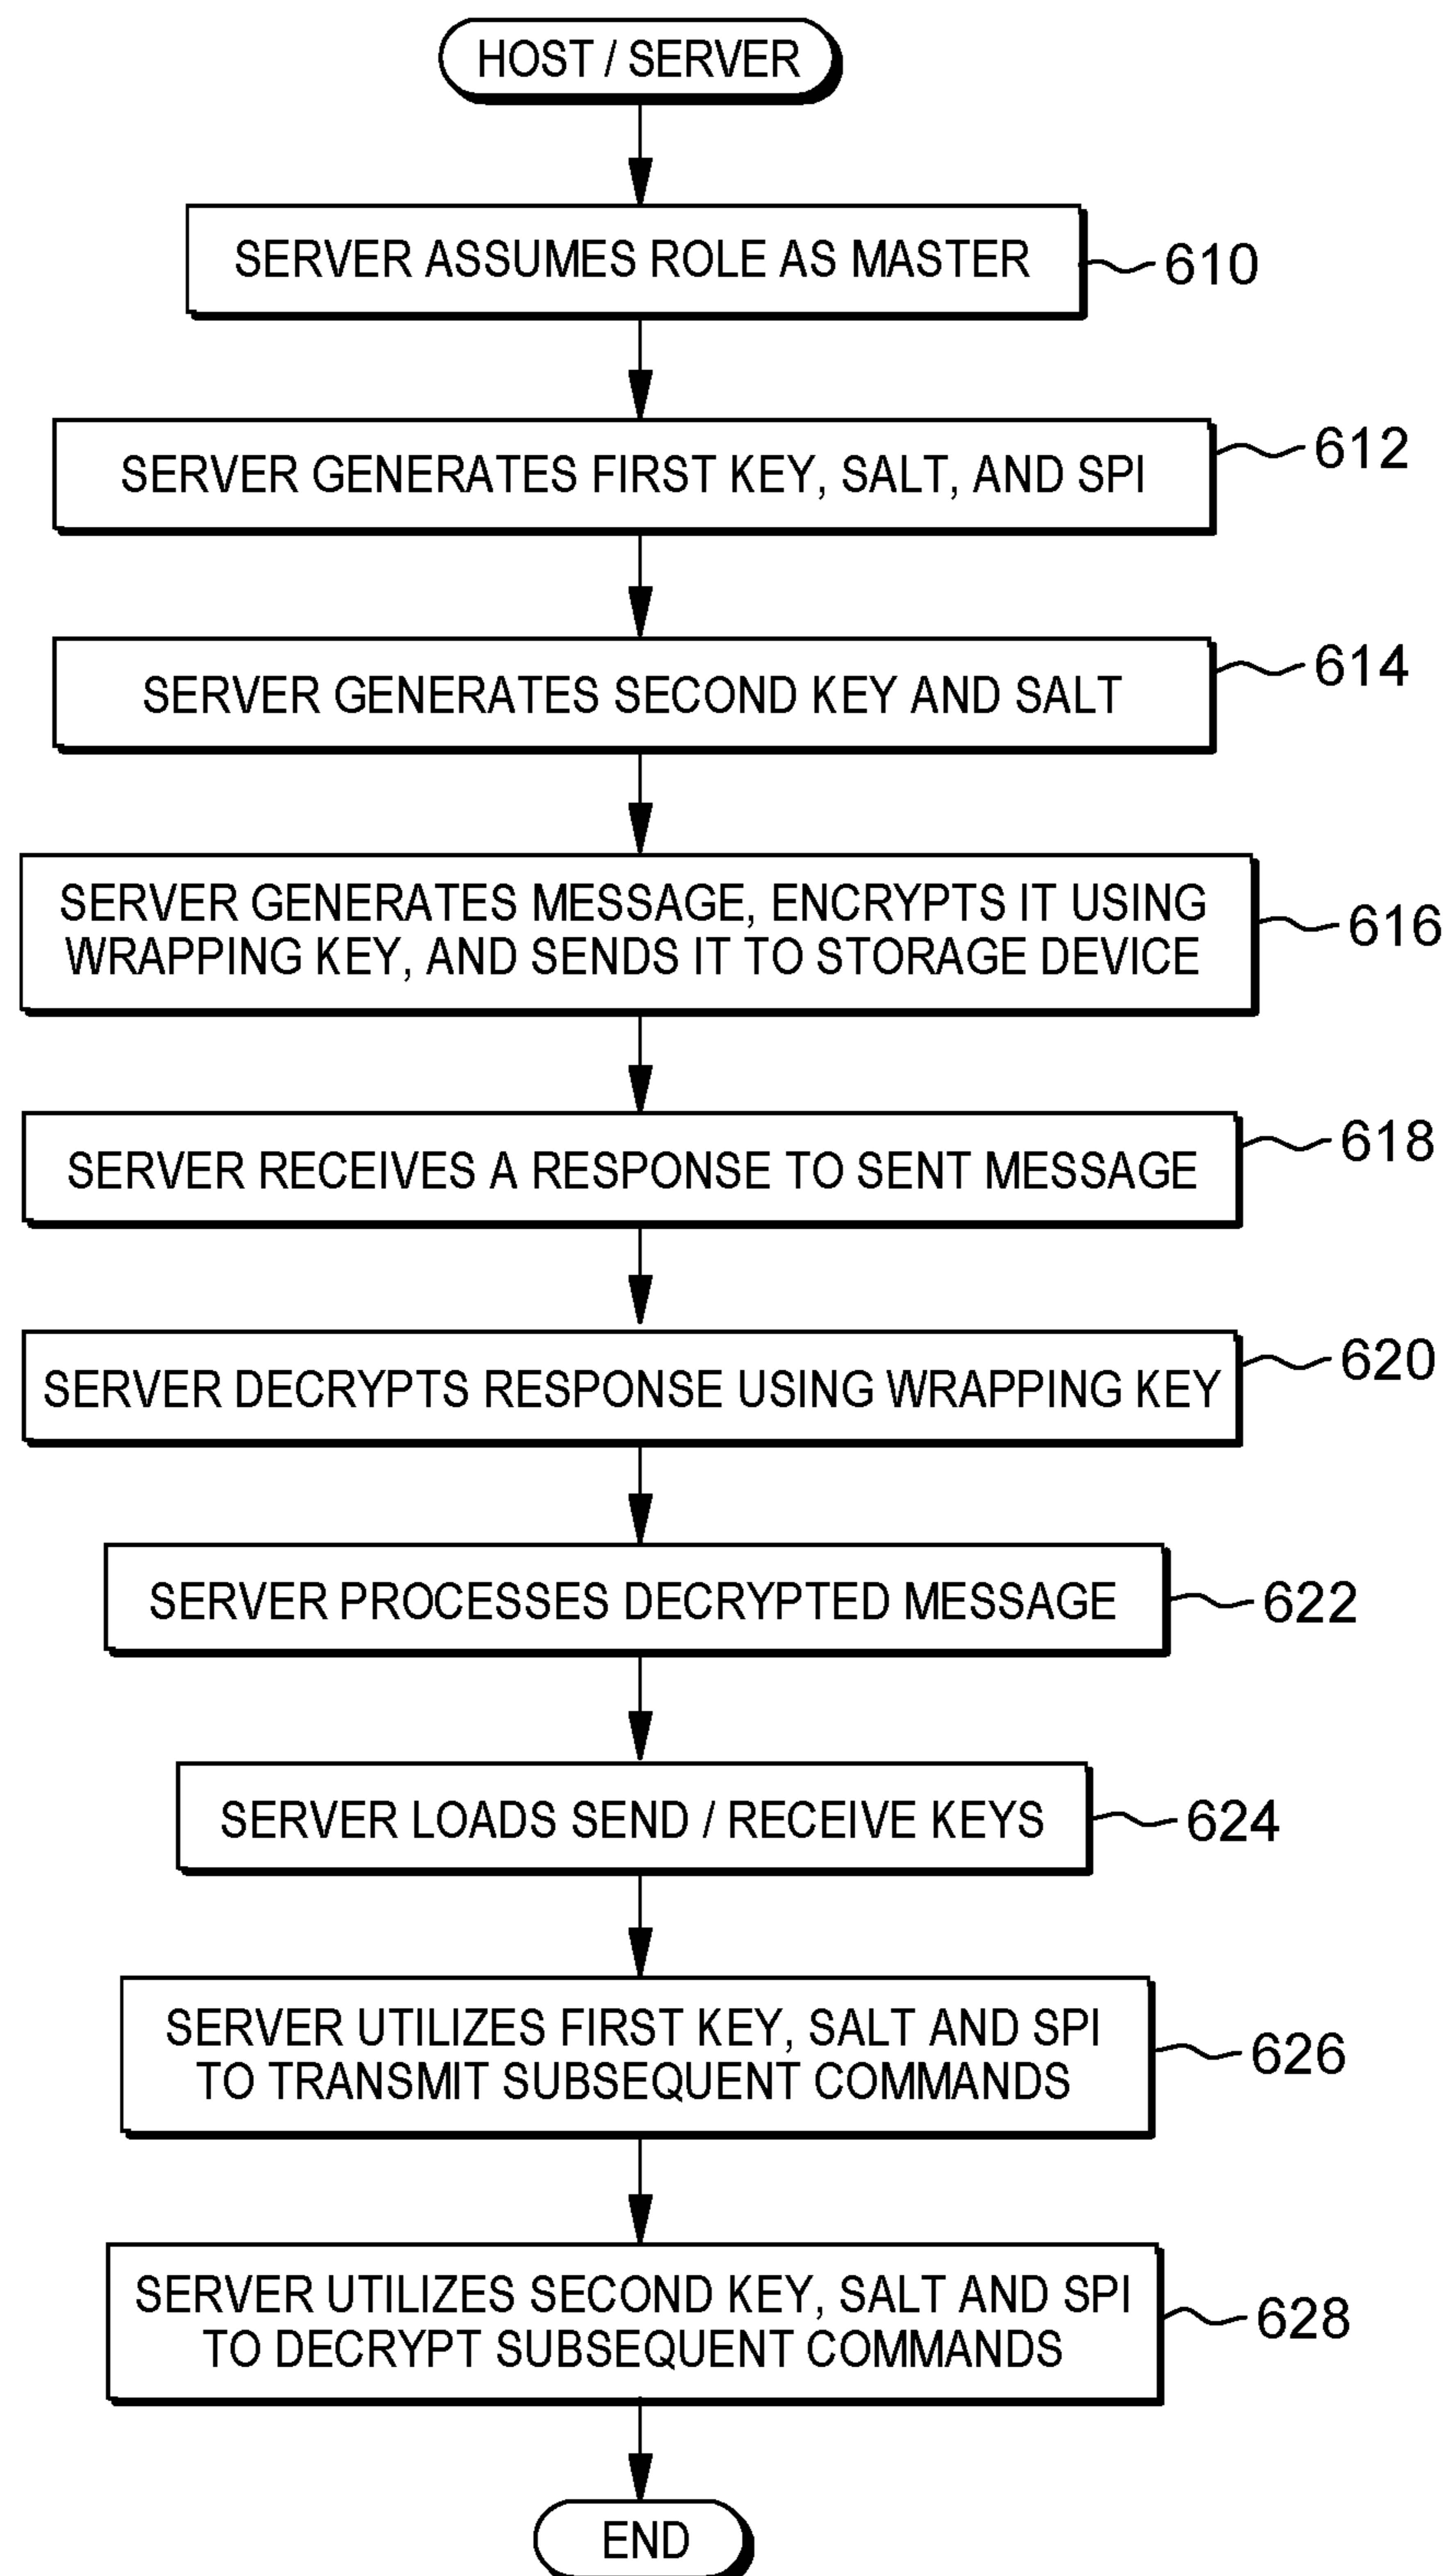 HOST / SERVER
SERVER ASSUMES ROLE AS MASTER
610
SERVER GENERATES FIRST KEY, SALT, AND SPI
612
SERVER GENERATES SECOND KEY AND SALT
614
SERVER GENERATES MESSAGE, ENCRYPTS IT USING
WRAPPING KEY, AND SENDS IT TO STORAGE DEVICE
616
SERVER RECEIVES A RESPONSE TO SENT MESSAGE
618
SERVER DECRYPTS RESPONSE USING WRAPPING KEY
620
SERVER PROCESSES DECRYPTED MESSAGE
622
SERVER LOADS SEND / RECEIVE KEYS
624
SERVER UTILIZES FIRST KEY, SALT AND SPI
TO TRANSMIT SUBSEQUENT COMMANDS
626
SERVER UTILIZES SECOND KEY, SALT AND SPI
TO DECRYPT SUBSEQUENT COMMANDS
628
END